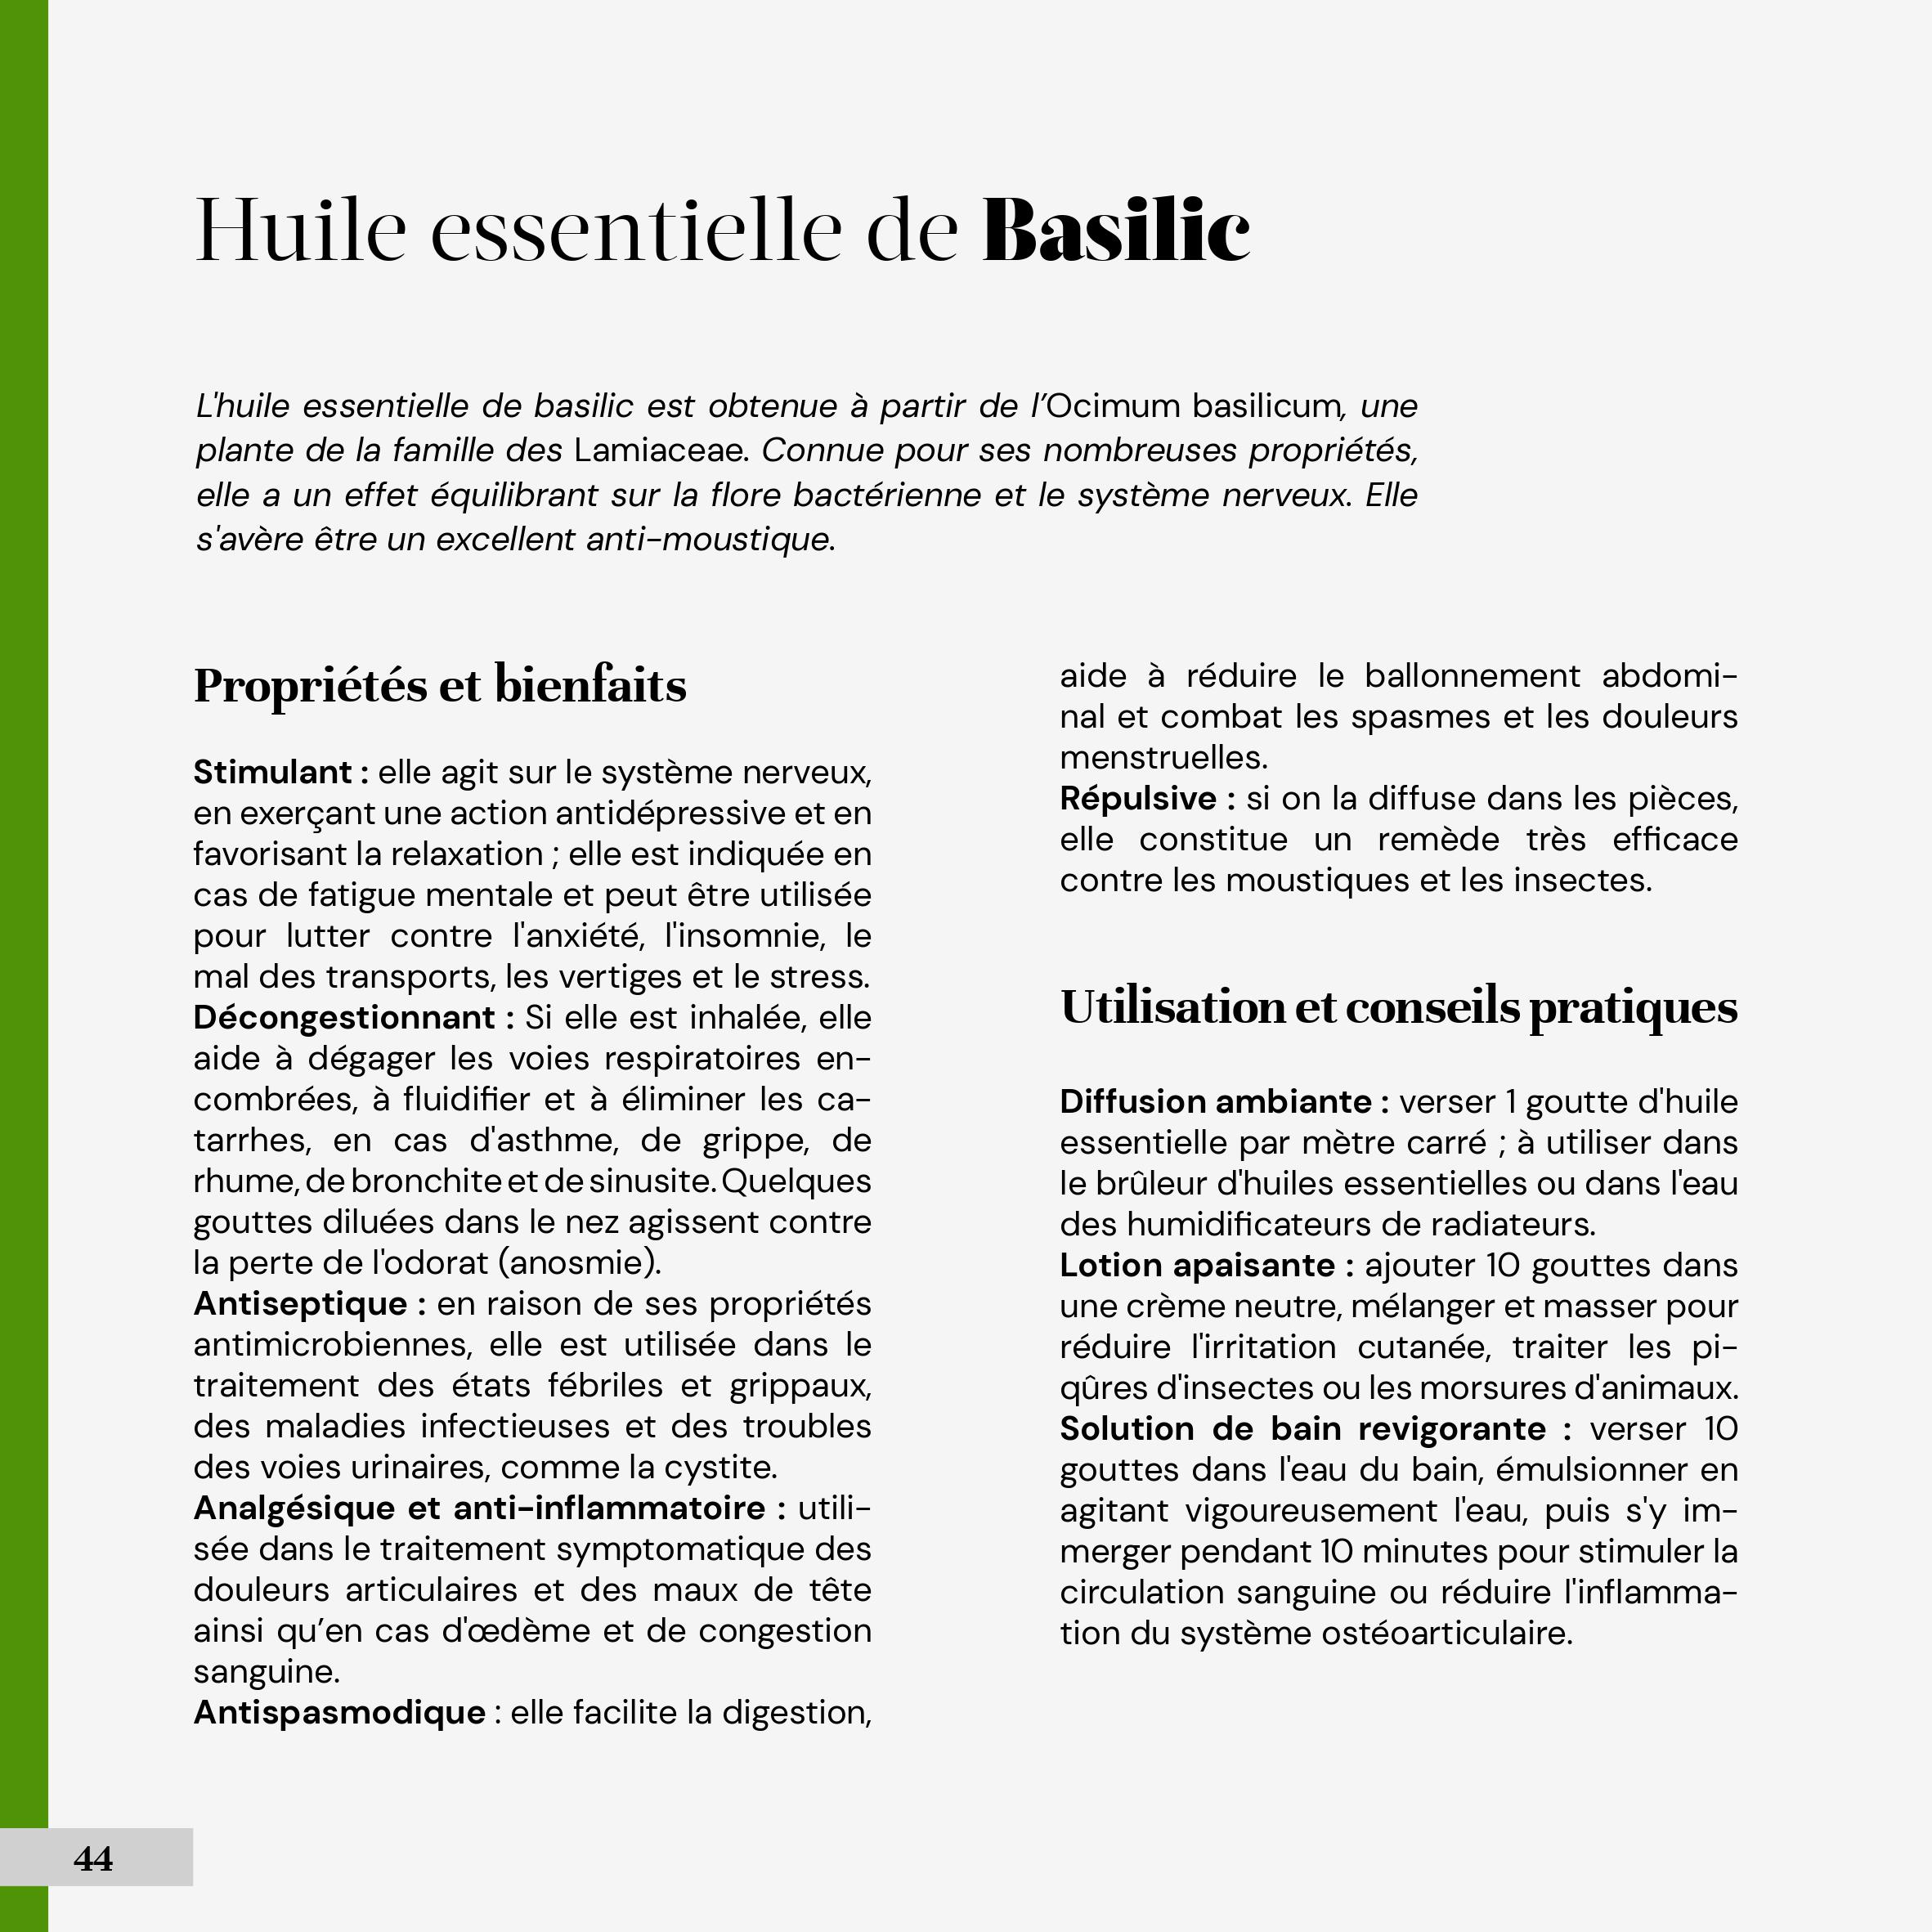 Huile essentielle de Basilic
L'huile essentielle de basilic est obtenue à partir de l’Ocimum basilicum, une
plante de la famille des Lamiaceae. Connue pour ses nombreuses propriétés,
elle a un effet équilibrant sur la flore bactérienne et le système nerveux. Elle
s'avère être un excellent anti-moustique.
Propriétés et bienfaits
Stimulant : elle agit sur le système nerveux,
en exerçant une action antidépressive et en
favorisant la relaxation ; elle est indiquée en
cas de fatigue mentale et peut être utilisée
pour lutter contre l'anxiété, l'insomnie, le
mal des transports, les vertiges et le stress.
Décongestionnant : Si elle est inhalée, elle
aide à dégager les voies respiratoires en-
combrées, à fluidifier et à éliminer les ca-
tarrhes, en cas d'asthme, de grippe, de
rhume, de bronchite et de sinusite. Quelques
gouttes diluées dans le nez agissent contre
la perte de l'odorat (anosmie).
Antiseptique : en raison de ses propriétés
antimicrobiennes, elle est utilisée dans le
traitement des états fébriles et grippaux,
des maladies infectieuses et des troubles
des voies urinaires, comme la cystite.
Analgésique et anti-inflammatoire : utili-
sée dans le traitement symptomatique des
douleurs articulaires et des maux de tête
ainsi qu’en cas d'œdème et de congestion
sanguine.
Antispasmodique : elle facilite la digestion,
aide à réduire le ballonnement abdomi-
nal et combat les spasmes et les douleurs
menstruelles.
Répulsive : si on la diffuse dans les pièces,
elle constitue un remède très efficace
contre les moustiques et les insectes.
Utilisation et conseils pratiques
Diffusion ambiante : verser 1 goutte d'huile
essentielle par mètre carré ; à utiliser dans
le brûleur d'huiles essentielles ou dans l'eau
des humidificateurs de radiateurs.
Lotion apaisante : ajouter 10 gouttes dans
une crème neutre, mélanger et masser pour
réduire l'irritation cutanée, traiter les pi-
qûres d'insectes ou les morsures d'animaux.
Solution de bain revigorante : verser 10
gouttes dans l'eau du bain, émulsionner en
agitant vigoureusement l'eau, puis s'y im-
merger pendant 10 minutes pour stimuler la
circulation sanguine ou réduire l'inflamma-
tion du système ostéoarticulaire.
44